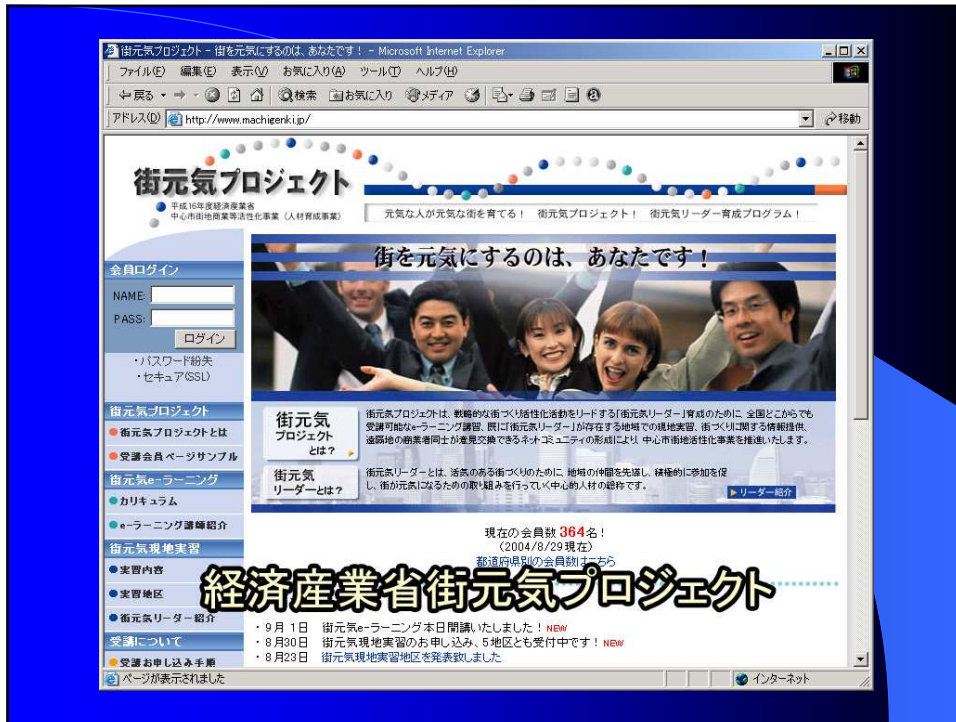 街元気プロジェクト - 街を元気にするのは、あなたです！ - Microsoft Internet Explorer
ファイル(F) 編集(E) 表示(V) お気に入り(A) ツール(T) ヘルプ(H)
戻る 検索 お気に入り メディア
アドレス(D) http://www.machigenki.jp/ 移動
街元気プロジェクト
平成16年度経済産業省
中心市街地商業等活性化事業（人材育成事業）
元気な人が元気な街を育てる！ 街元気プロジェクト！ 街元気リーダー育成プログラム！
街を元気にするのは、あなたです！
会員ログイン
NAME:
PASS:
ログイン
・パスワード紛失
・セキュア(SSL)
街元気プロジェクト
街元気プロジェクトとは
受講会員ページサンプル
街元気e-ラーニング
カリキュラム
e-ラーニング講師紹介
街元気現地実習
実習内容
実習地区
街元気リーダー紹介
受講について
受講お申し込み手順
街元気
プロジェクト
とは？
街元気プロジェクトは、戦略的な街づくり活性化活動をリードする「街元気リーダー」育成のために、全国どこからでも
受講可能なe-ラーニング講習、既に「街元気リーダー」が存在する地域での現地実習、街づくりに関する情報提供、
遠隔地の商業者同士が意見交換できるネットコミュニティの形成により、中心市街地活性化事業を推進いたします。
街元気
リーダーとは？
街元気リーダーとは、活気のある街づくりのために、地域の仲間を先導し、積極的に参加を促
し、街が元気になるための取り組みを行っていく中心的人材の総称です。
リーダー紹介
現在の会員数 364名！
（2004/8/29現在）
都道府県別の会員数はこちら
経済産業省街元気プロジェクト
・9月 1日 街元気e-ラーニング本日開講いたしました！NEW
・8月30日 街元気現地実習のお申し込み、5地区とも受付中です！NEW
・8月23日 街元気現地実習地区を発表致しました
ページが表示されました インターネット